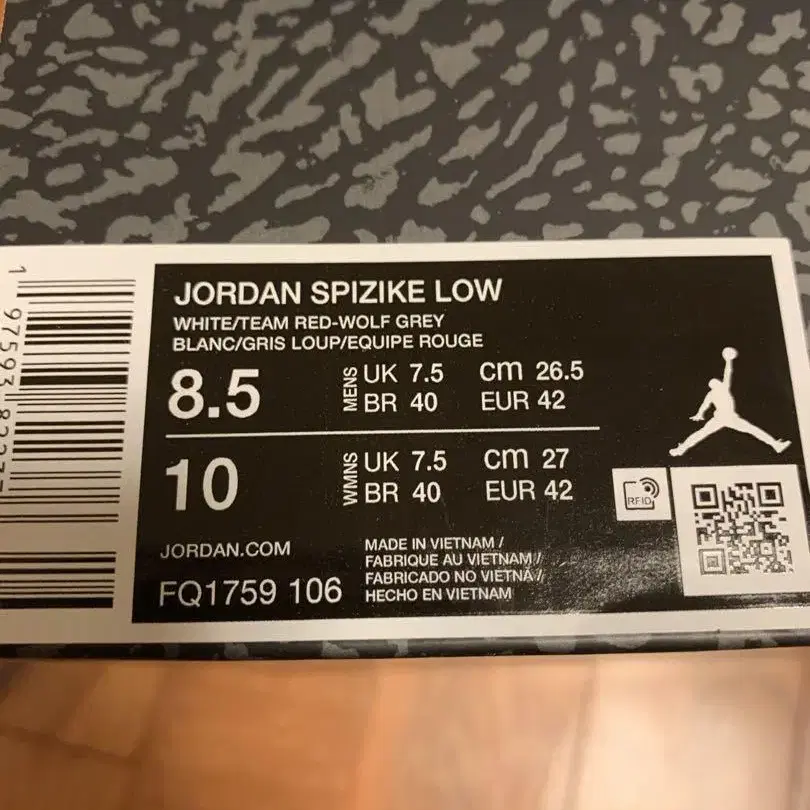 JORDAN SPIZIKE LOW
WHITE/TEAM RED-WOLF GREY
BLANC/GRIS LOUP/EQUIPE ROUGE
8.5 MENS UK 7.5 cm 26.5
BR 40 EUR 42
10 WMNS UK 7.5 cm 27
BR 40 EUR 42
RFID
JORDAN.COM
FQ1759 106
MADE IN VIETNAM /
FABRIQUE AU VIETNAM /
FABRICADO NO VIETNÃ /
HECHO EN VIETNAM